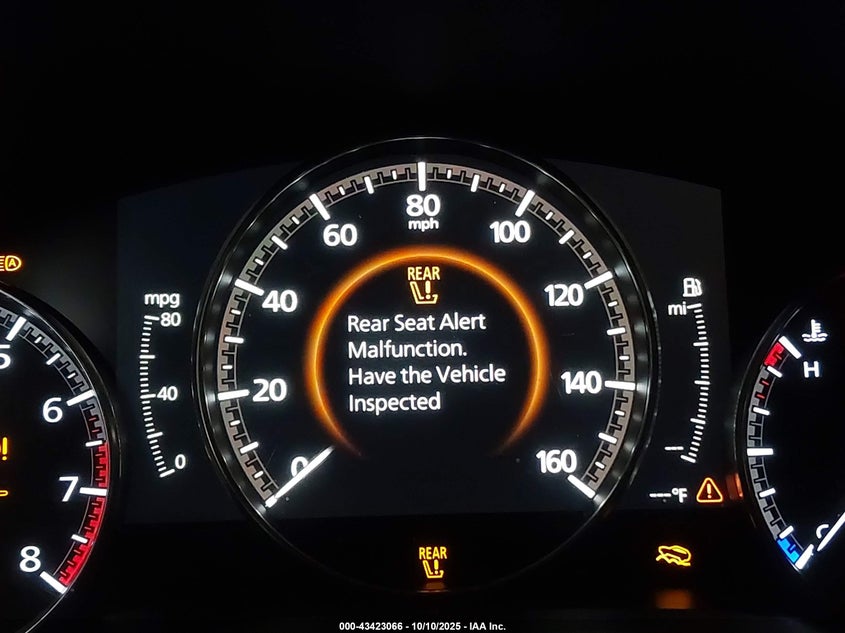 80
mph
60
100
REAR
mpg
80
40
120
mi
5
Rear Seat Alert
Malfunction.
H
40
20
Have the Vehicle
140
6
Inspected
0
0
160
7
---°F
8
REAR
C
000-43423066 - 10/10/2025 - IAA Inc.